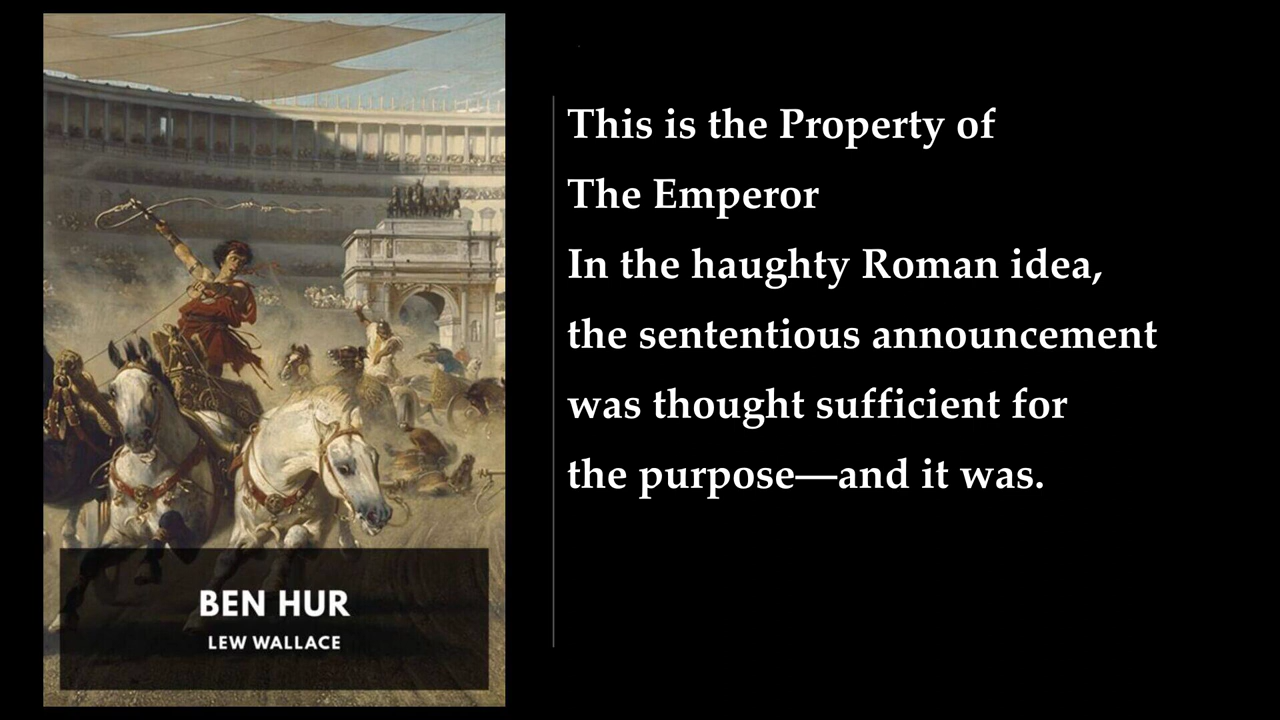 BEN HUR
LEW WALLACE
This is the Property of
The Emperor
In the haughty Roman idea,
the sententious announcement
was thought sufficient for
the purpose—and it was.